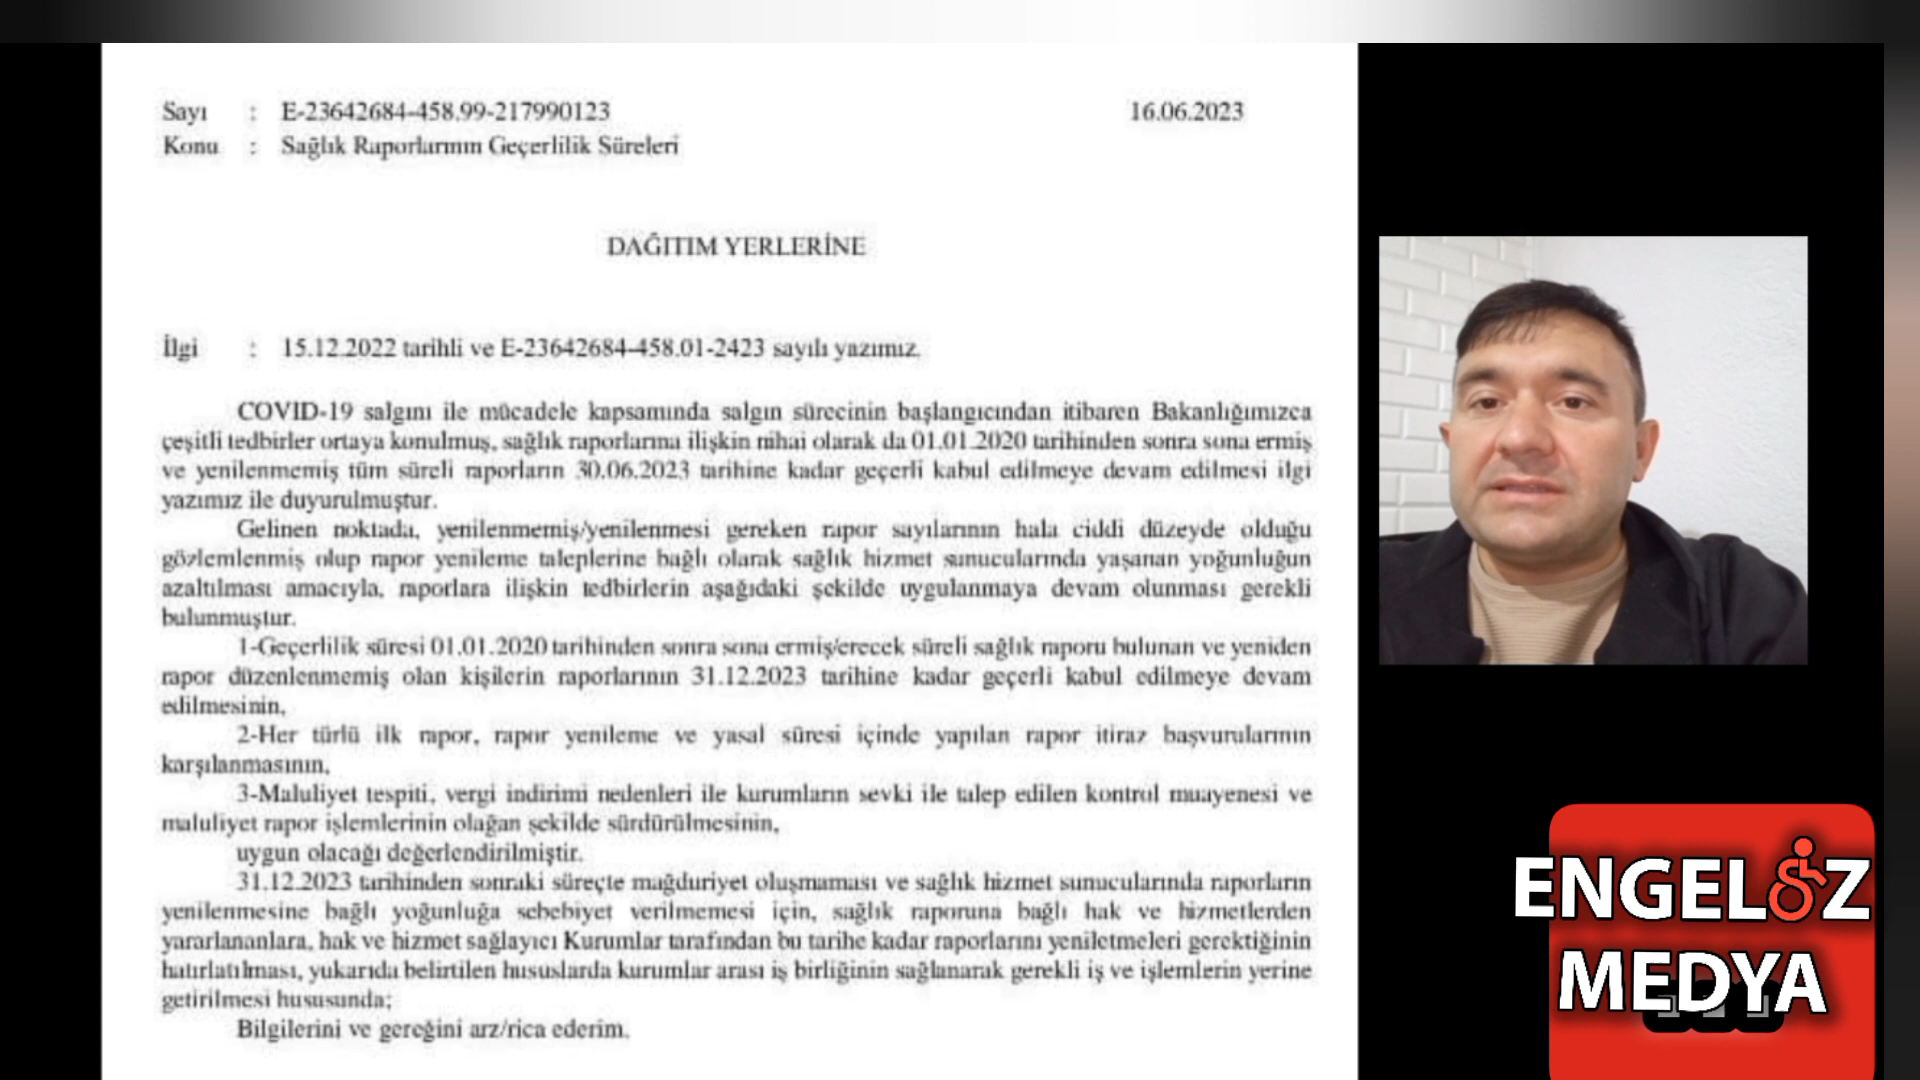 Sayı : E-23642684-458.99-217990123 16.06.2023
Konu : Sağlık Raporlarının Geçerlilik Süreleri
DAĞITIM YERLERİNE
İlgi : 15.12.2022 tarihli ve E-23642684-458.01-2423 sayılı yazımız.
COVID-19 salgını ile mücadele kapsamında salgın sürecinin başlangıcından itibaren Bakanlığımızca
çeşitli tedbirler ortaya konulmuş, sağlık raporlarına ilişkin nihai olarak da 01.01.2020 tarihinden sonra sona ermiş
ve yenilenmemiş tüm süreli raporların 30.06.2023 tarihine kadar geçerli kabul edilmeye devam edilmesi ilgi
yazımız ile duyurulmuştur.
Gelinen noktada, yenilenmemiş/yenilenmesi gereken rapor sayılarının hala ciddi düzeyde olduğu
gözlemlenmiş olup rapor yenileme taleplerine bağlı olarak sağlık hizmet sunucularında yaşanan yoğunluğun
azaltılması amacıyla, raporlara ilişkin tedbirlerin aşağıdaki şekilde uygulanmaya devam olunması gerekli
bulunmuştur.
1-Geçerlilik süresi 01.01.2020 tarihinden sonra sona ermiş/erecek süreli sağlık raporu bulunan ve yeniden
rapor düzenlenmemiş olan kişilerin raporlarının 31.12.2023 tarihine kadar geçerli kabul edilmeye devam
edilmesinin,
2-Her türlü ilk rapor, rapor yenileme ve yasal süresi içinde yapılan rapor itiraz başvurularının
karşılanmasının,
3-Maluliyet tespiti, vergi indirimi nedenleri ile kurumların sevki ile talep edilen kontrol muayenesi ve
maluliyet rapor işlemlerinin olağan şekilde sürdürülmesinin,
uygun olacağı değerlendirilmiştir.
31.12.2023 tarihinden sonraki süreçte mağduriyet oluşmaması ve sağlık hizmet sunucularında raporların
yenilenmesine bağlı yoğunluğa sebebiyet verilmemesi için, sağlık raporuna bağlı hak ve hizmetlerden
yararlananlara, hak ve hizmet sağlayıcı Kurumlar tarafından bu tarihe kadar raporlarını yeniletmeleri gerektiğinin
hatırlatılması, yukarıda belirtilen hususlarda kurumlar arası iş birliğinin sağlanarak gerekli iş ve işlemlerin yerine
getirilmesi hususunda;
Bilgilerini ve gereğini arz/rica ederim.
ENGELSİZ
MEDYA